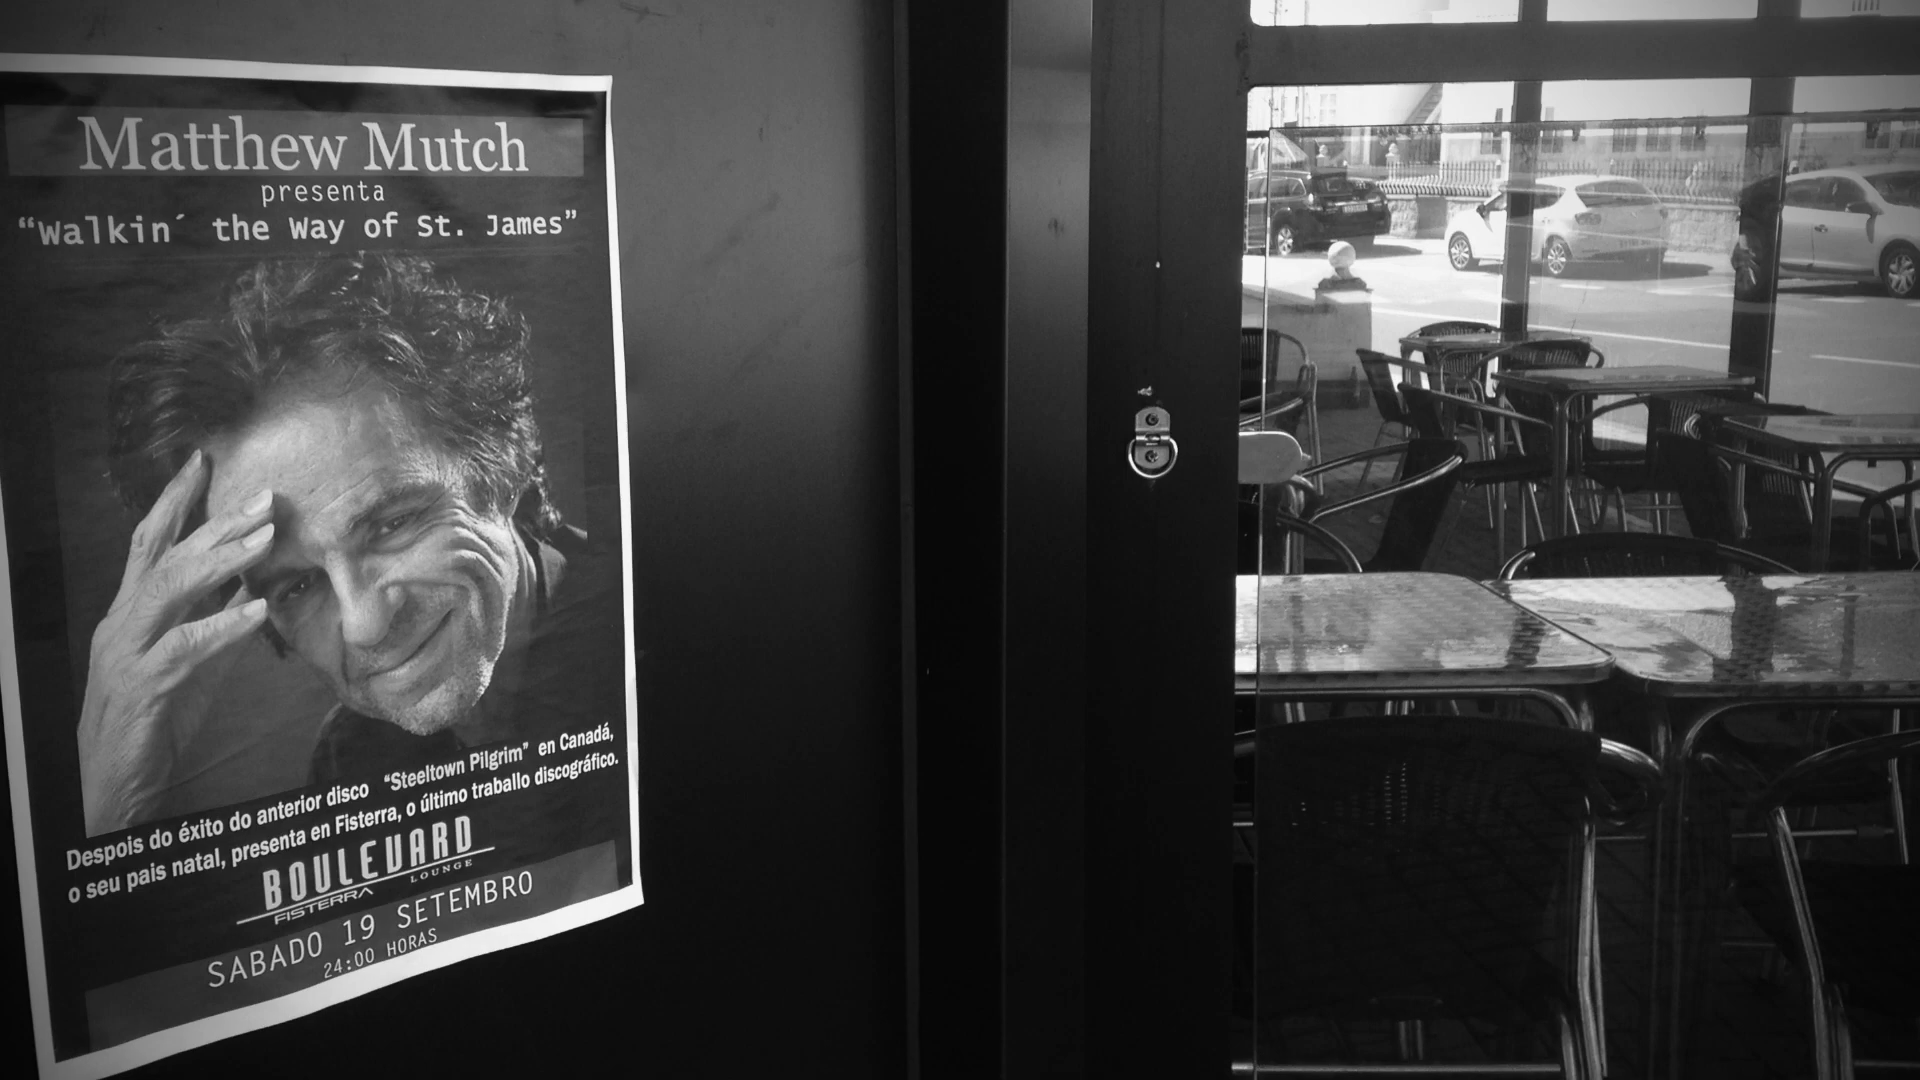 Matthew Mutch
presenta
“Walkin´ the Way of St. James”
Despois do éxito do anterior disco “Steeltown Pilgrim” en Canadá,
o seu pais natal, presenta en Fisterra, o último traballo discográfico.
BOULEVARD
FISTERRA LOUNGE
SABADO 19 SETEMBRO
24:00 HORAS